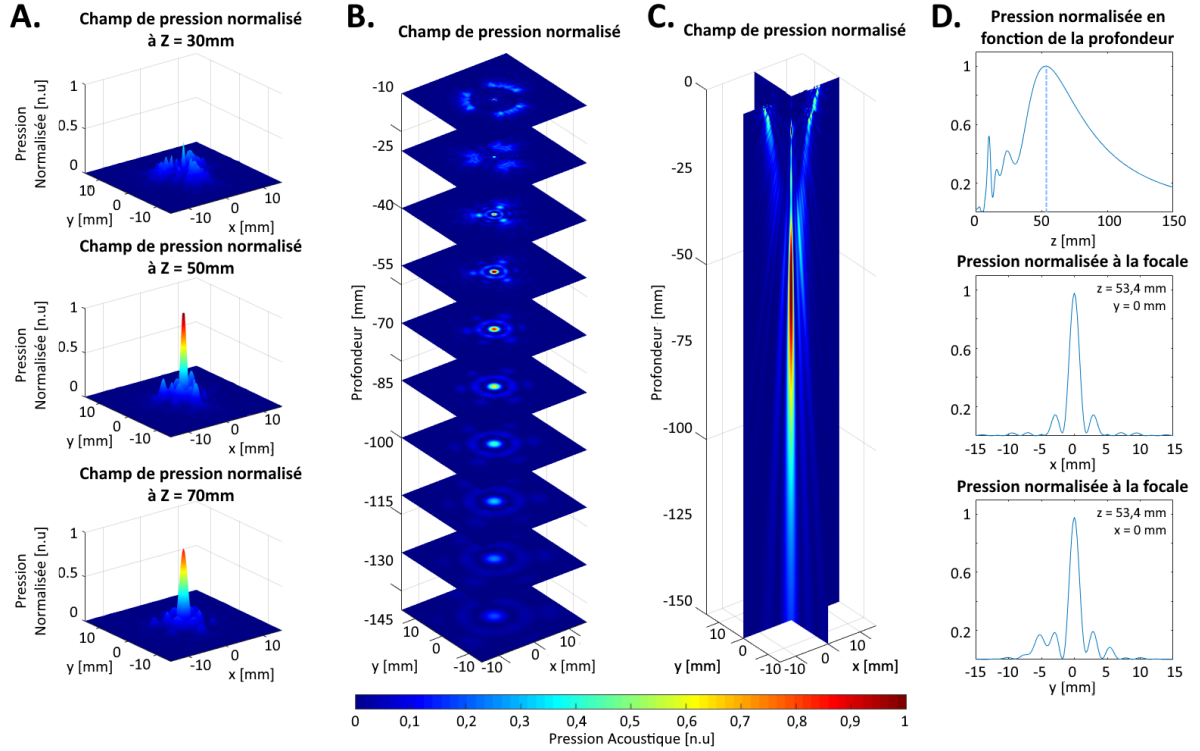 A.
Champ de pression normalisé
à Z = 30mm
Pression
Normalisée [n.u]
1
0.5
0
10
0
-10
y [mm]
-10
0
10
x [mm]
Champ de pression normalisé
à Z = 50mm
Pression
Normalisée [n.u]
1
0.5
0
10
0
-10
y [mm]
-10
0
10
x [mm]
Champ de pression normalisé
à Z = 70mm
Pression
Normalisée [n.u]
1
0.5
0
10
0
-10
y [mm]
-10
0
10
x [mm]
B.
Champ de pression normalisé
Profondeur [mm]
-10
-25
-40
-55
-70
-85
-100
-115
-130
-145
10
0
-10
y [mm]
-10
0
10
x [mm]
C.
Champ de pression normalisé
Profondeur [mm]
0
-25
-50
-75
-100
-125
-150
10
0
-10
y [mm]
-10
0
10
x [mm]
D.
Pression normalisée en
fonction de la profondeur
1
0.6
0.2
0
50
100
150
z [mm]
Pression normalisée à la focale
z = 53,4 mm
y = 0 mm
1
0.6
0.2
-15
-10
-5
0
5
10
15
x [mm]
Pression normalisée à la focale
z = 53,4 mm
x = 0 mm
1
0.6
0.2
-15
-10
-5
0
5
10
15
y [mm]
0
0,1
0,2
0,3
0,4
0,5
0,6
0,7
0,8
0,9
1
Pression Acoustique [n.u]